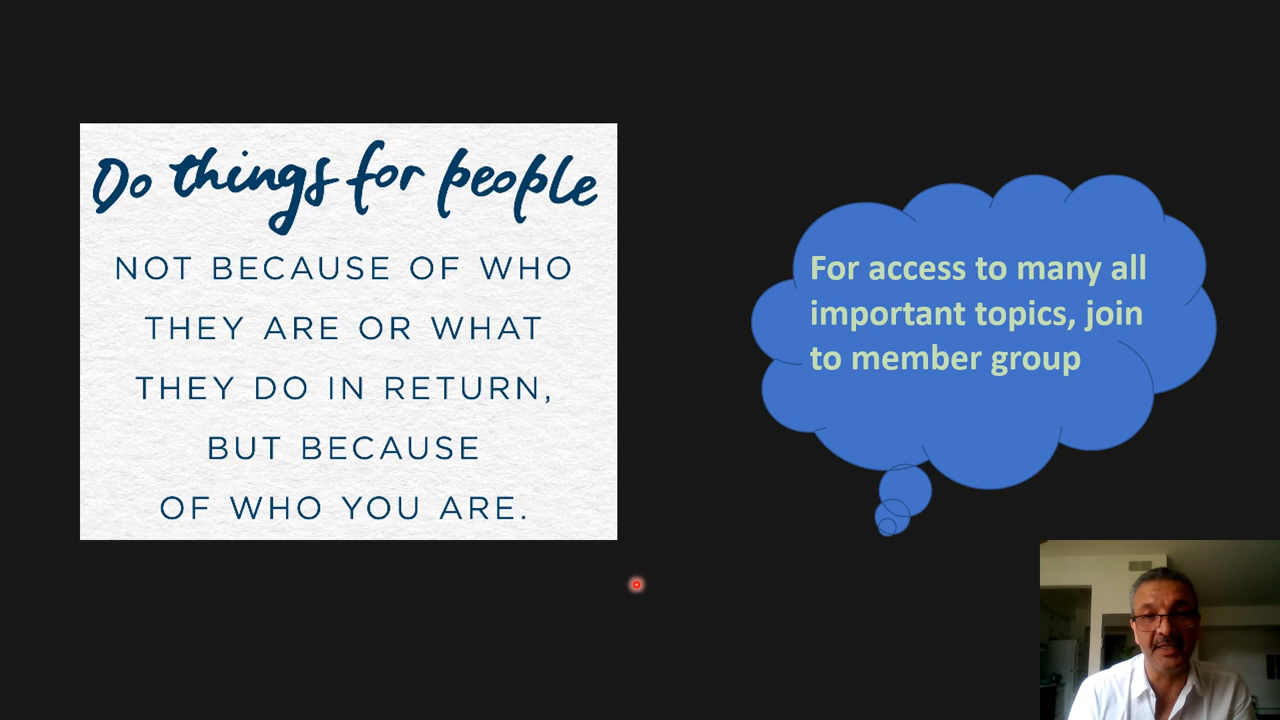 Do things for people
NOT BECAUSE OF WHO
THEY ARE OR WHAT
THEY DO IN RETURN,
BUT BECAUSE
OF WHO YOU ARE.
For access to many all
important topics, join
to member group